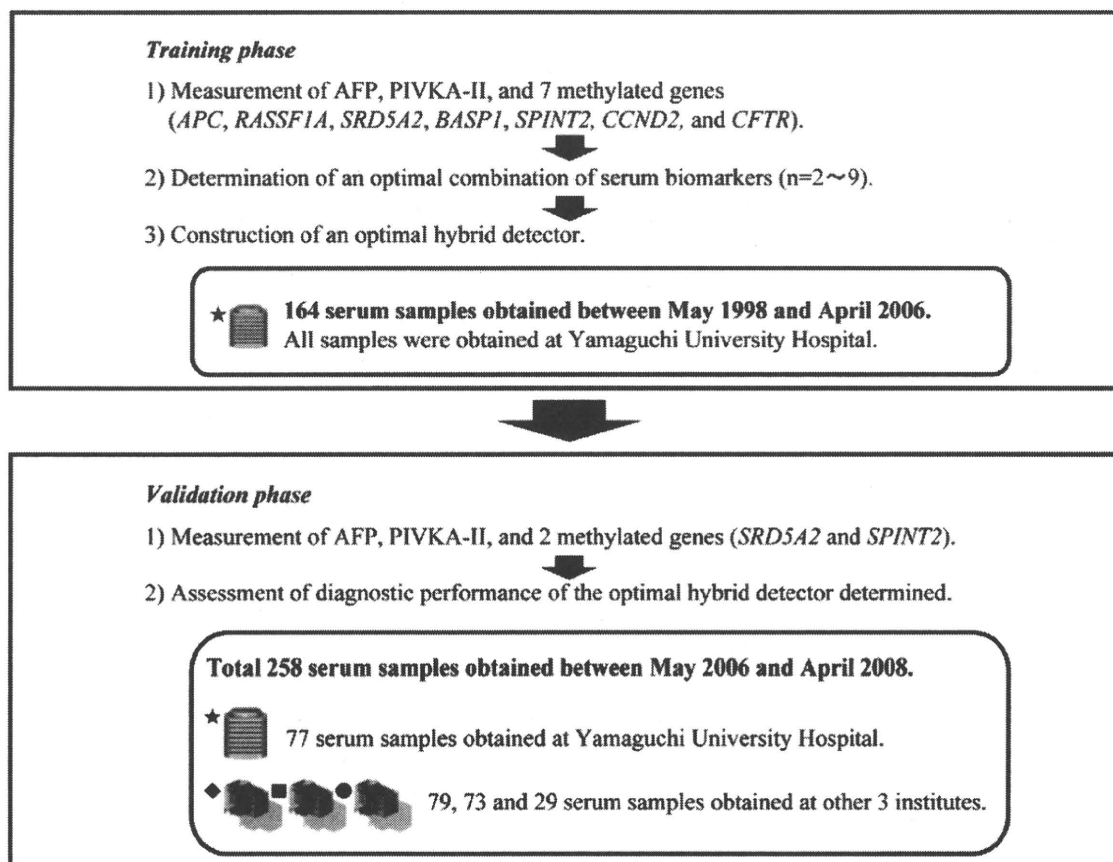 Training phase
1) Measurement of AFP, PIVKA-II, and 7 methylated genes
(APC, RASSF1A, SRD5A2, BASP1, SPINT2, CCND2, and CFTR).
2) Determination of an optimal combination of serum biomarkers (n=2〜9).
3) Construction of an optimal hybrid detector.
★ 164 serum samples obtained between May 1998 and April 2006.
All samples were obtained at Yamaguchi University Hospital.
Validation phase
1) Measurement of AFP, PIVKA-II, and 2 methylated genes (SRD5A2 and SPINT2).
2) Assessment of diagnostic performance of the optimal hybrid detector determined.
Total 258 serum samples obtained between May 2006 and April 2008.
★ 77 serum samples obtained at Yamaguchi University Hospital.
◆ ■ ● 79, 73 and 29 serum samples obtained at other 3 institutes.